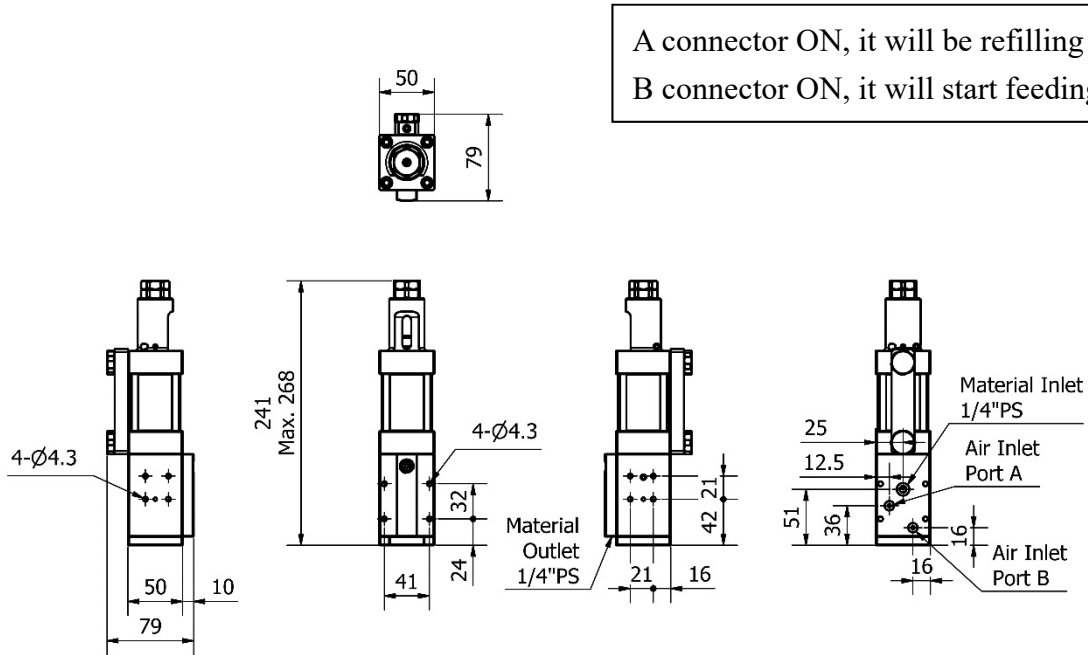 A connector ON, it will be refilling
B connector ON, it will start feeding
50
79
241
Max. 268
4-Ø4.3
50
10
79
4-Ø4.3
32
24
41
Material
Outlet
1/4"PS
21
42
21
16
Material Inlet
1/4"PS
25
12.5
Air Inlet
Port A
51
36
16
16
Air Inlet
Port B